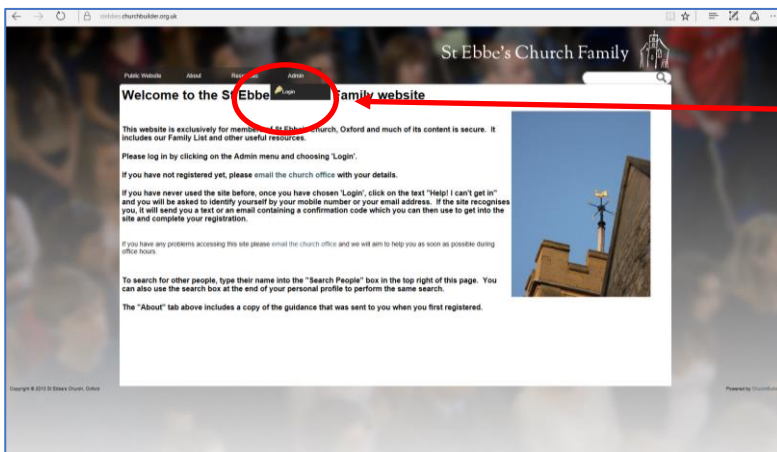 stebbes.churchbuilder.org.uk
St Ebbe's Church Family
Public Website About Admin
Login
Welcome to the St Ebbe Family website
This website is exclusively for members of St Ebbe's Church, Oxford and much of its content is secure. It
includes our Family List and other useful resources.
Please log in by clicking on the Admin menu and choosing 'Login'.
If you have not registered yet, please email the church office with your details.
If you have never used the site before, once you have chosen 'Login', click on the text "Help! I can't get in"
and you will be asked to identify yourself by your mobile number or your email address. If the site recognises
you, it will send you a text or an email containing a confirmation code which you can then use to get into the
site and complete your registration.
If you have any problems accessing this site please email the church office and we will aim to help you as soon as possible during
office hours.
To search for other people, type their name into the "Search People" box in the top right of this page. You
can also use the search box at the end of your personal profile to perform the same search.
The "About" tab above includes a copy of the guidance that was sent to you when you first registered.
Copyright © 2013 St Ebbe's Church, Oxford
Powered by